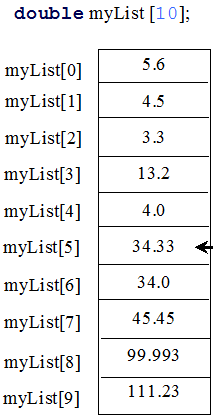 double myList [10];
myList[0] 5.6
myList[1] 4.5
myList[2] 3.3
myList[3] 13.2
myList[4] 4.0
myList[5] 34.33
myList[6] 34.0
myList[7] 45.45
myList[8] 99.993
myList[9] 111.23